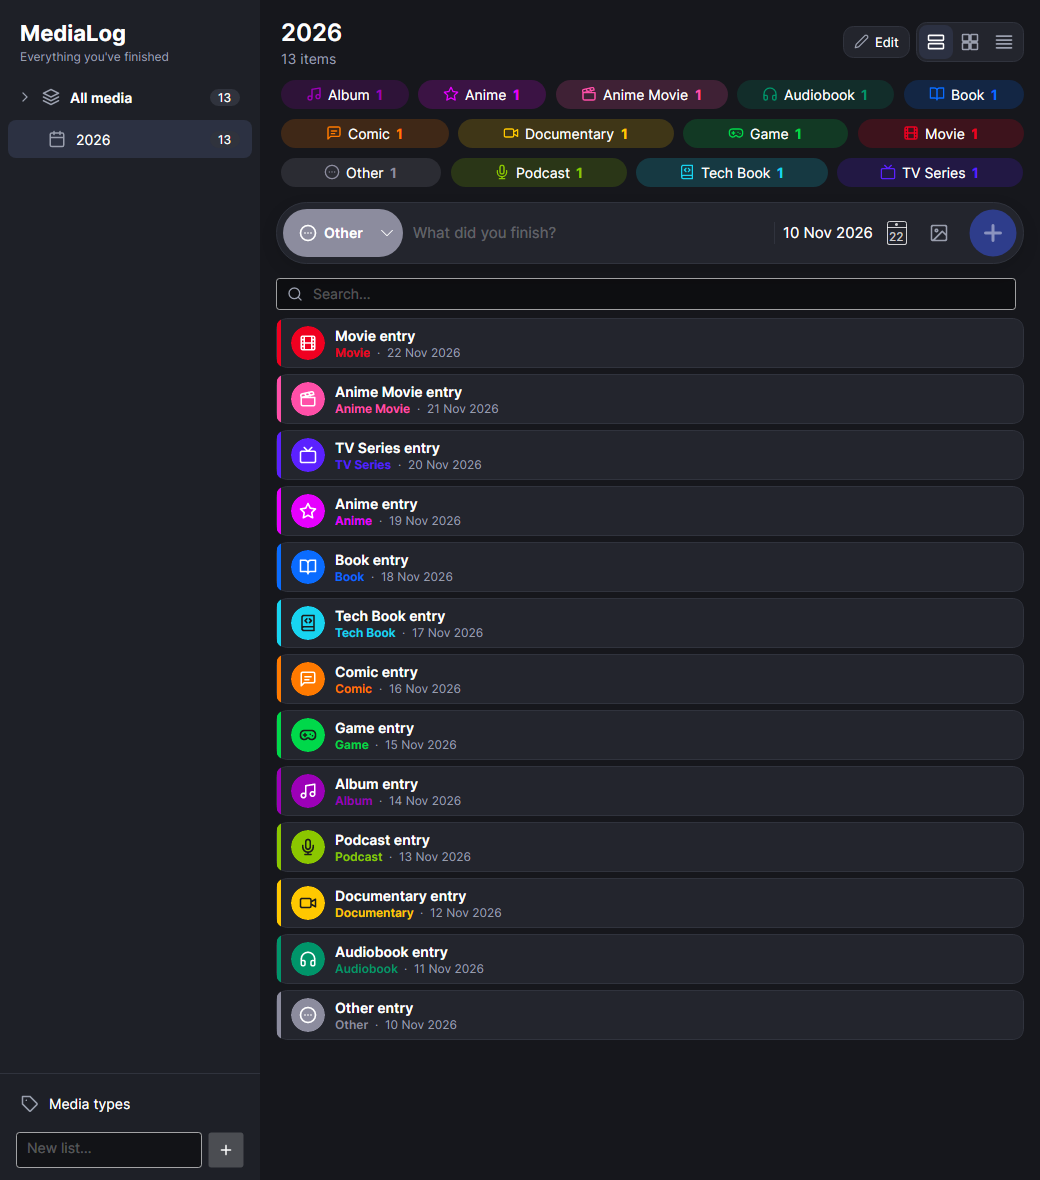 MediaLog
Everything you've finished
All media 13
2026 13
Media types
New list...
2026
13 items
Edit
Album 1 Anime 1 Anime Movie 1 Audiobook 1 Book 1
Comic 1 Documentary 1 Game 1 Movie 1
Other 1 Podcast 1 Tech Book 1 TV Series 1
Other What did you finish? 10 Nov 2026 22
Search...
Movie entry
Movie · 22 Nov 2026
Anime Movie entry
Anime Movie · 21 Nov 2026
TV Series entry
TV Series · 20 Nov 2026
Anime entry
Anime · 19 Nov 2026
Book entry
Book · 18 Nov 2026
Tech Book entry
Tech Book · 17 Nov 2026
Comic entry
Comic · 16 Nov 2026
Game entry
Game · 15 Nov 2026
Album entry
Album · 14 Nov 2026
Podcast entry
Podcast · 13 Nov 2026
Documentary entry
Documentary · 12 Nov 2026
Audiobook entry
Audiobook · 11 Nov 2026
Other entry
Other · 10 Nov 2026